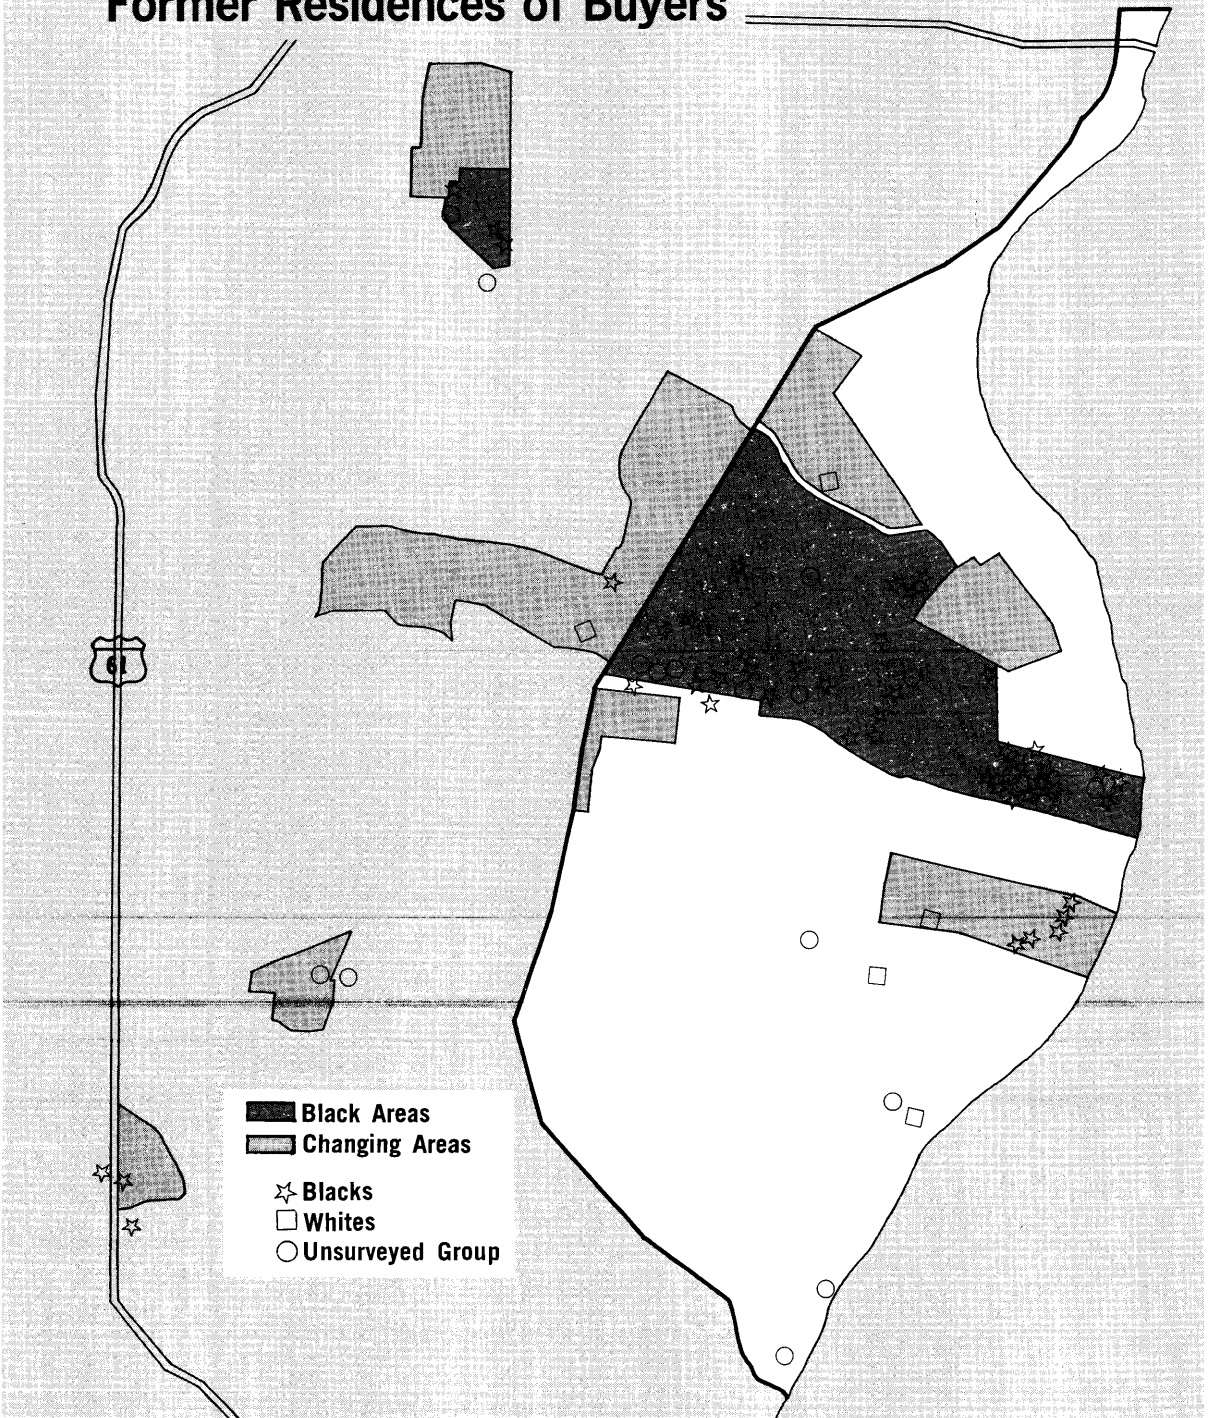 Former Residences of Buyers
61
Black Areas
Changing Areas
Blacks
Whites
Unsurveyed Group